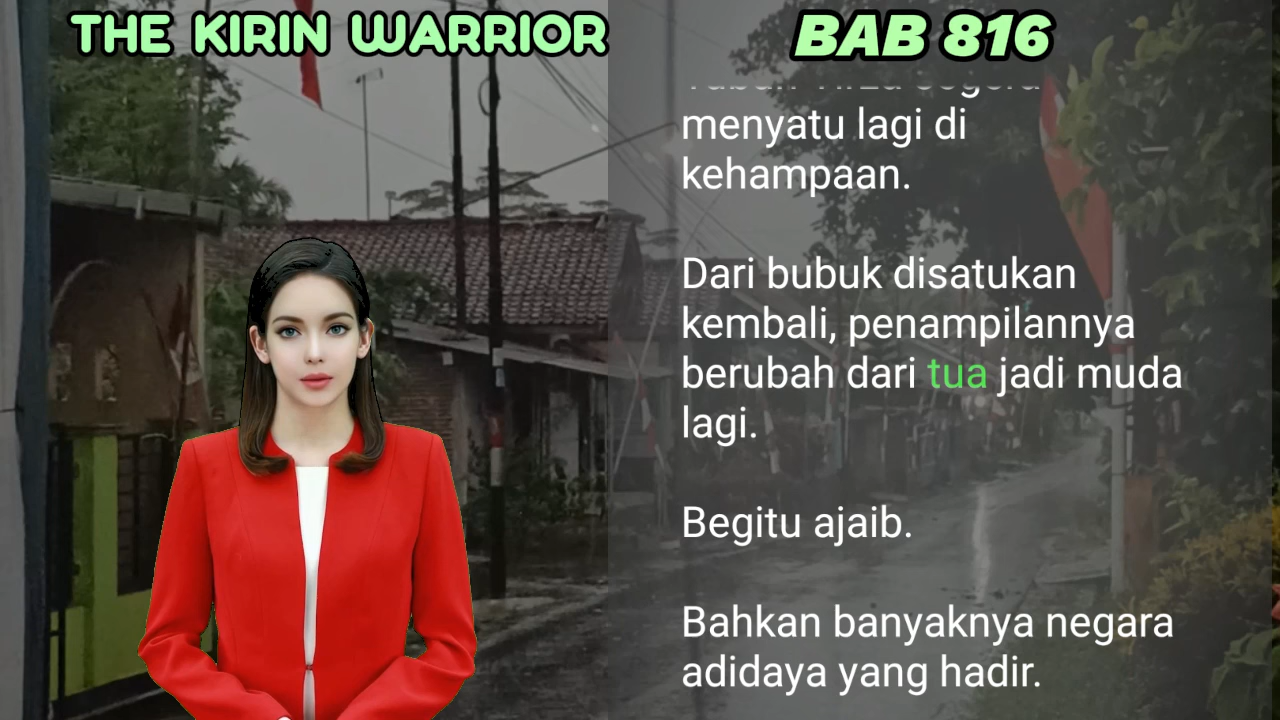 THE KIRIN WARRIOR
BAB 816
menyatu lagi di
kehampaan.
Dari bubuk disatukan
kembali, penampilannya
berubah dari tua jadi muda
lagi.
Begitu ajaib.
Bahkan banyaknya negara
adidaya yang hadir.